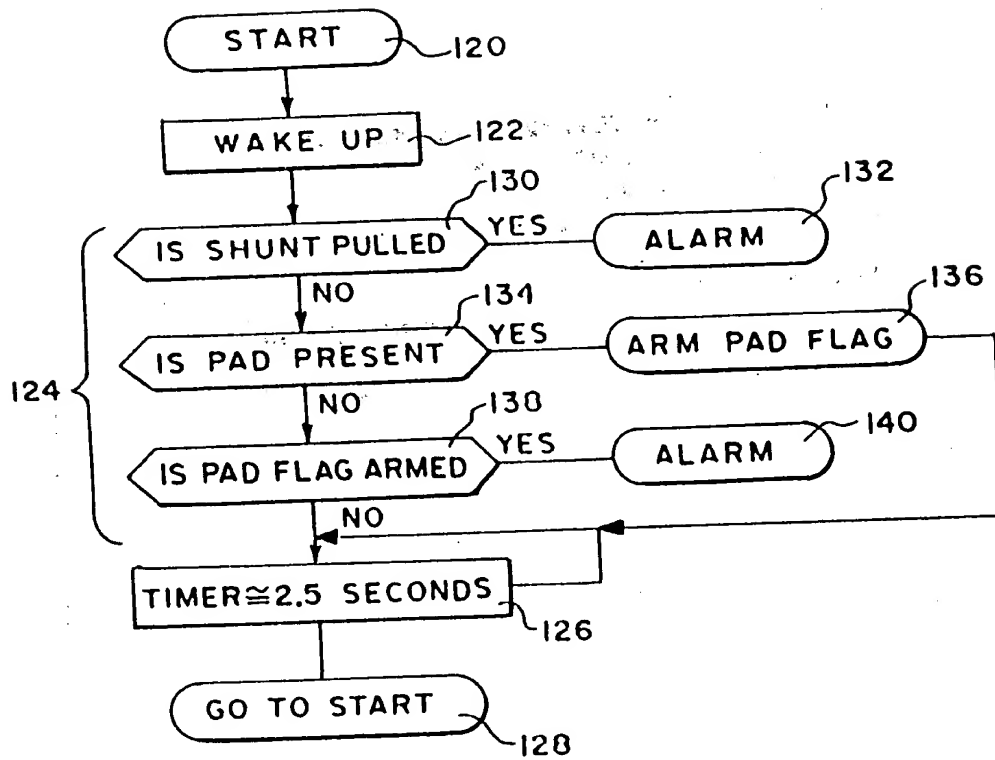 START
120
WAKE UP
122
130
IS SHUNT PULLED
YES
ALARM
132
NO
134
IS PAD PRESENT
YES
ARM PAD FLAG
136
124
NO
138
IS PAD FLAG ARMED
YES
ALARM
140
NO
TIMER≅2.5 SECONDS
126
GO TO START
128